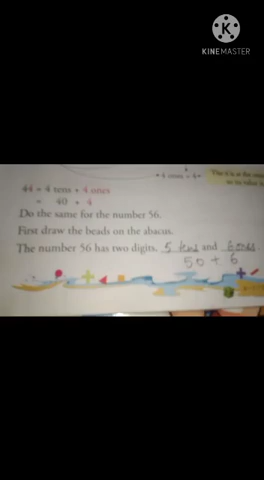 KINEMASTER
44 = 4 tens + 4 ones
= 40 + 4
Do the same for the number 56.
First draw the beads on the abacus.
The number 56 has two digits. 5 tens and 6 ones.
50 + 6